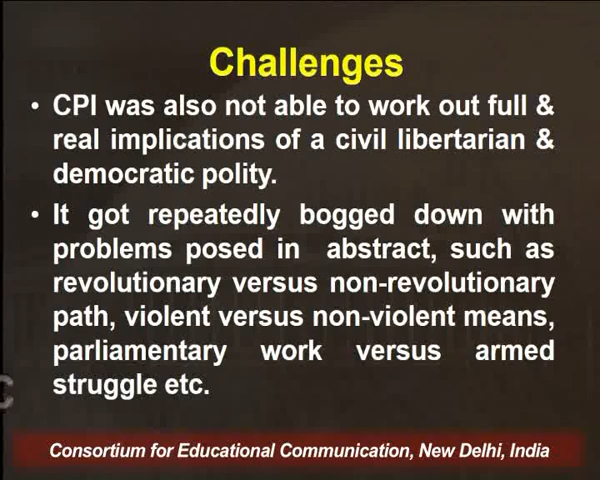 Challenges
• CPI was also not able to work out full &
real implications of a civil libertarian &
democratic polity.
• It got repeatedly bogged down with
problems posed in abstract, such as
revolutionary versus non-revolutionary
path, violent versus non-violent means,
parliamentary work versus armed
struggle etc.
C
Consortium for Educational Communication, New Delhi, India